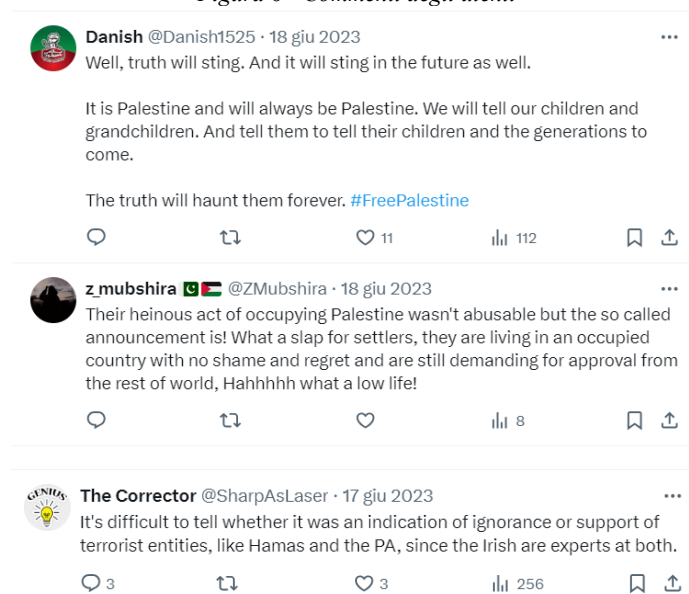 Danish @Danish1525 · 18 giu 2023
Well, truth will sting. And it will sting in the future as well.
It is Palestine and will always be Palestine. We will tell our children and
grandchildren. And tell them to tell their children and the generations to
come.
The truth will haunt them forever. #FreePalestine
11 112
z_mubshira @ZMubshira · 18 giu 2023
Their heinous act of occupying Palestine wasn't abusable but the so called
announcement is! What a slap for settlers, they are living in an occupied
country with no shame and regret and are still demanding for approval from
the rest of world, Hahhhhh what a low life!
8
GENIUS
The Corrector @SharpAsLaser · 17 giu 2023
It's difficult to tell whether it was an indication of ignorance or support of
terrorist entities, like Hamas and the PA, since the Irish are experts at both.
3 3 256